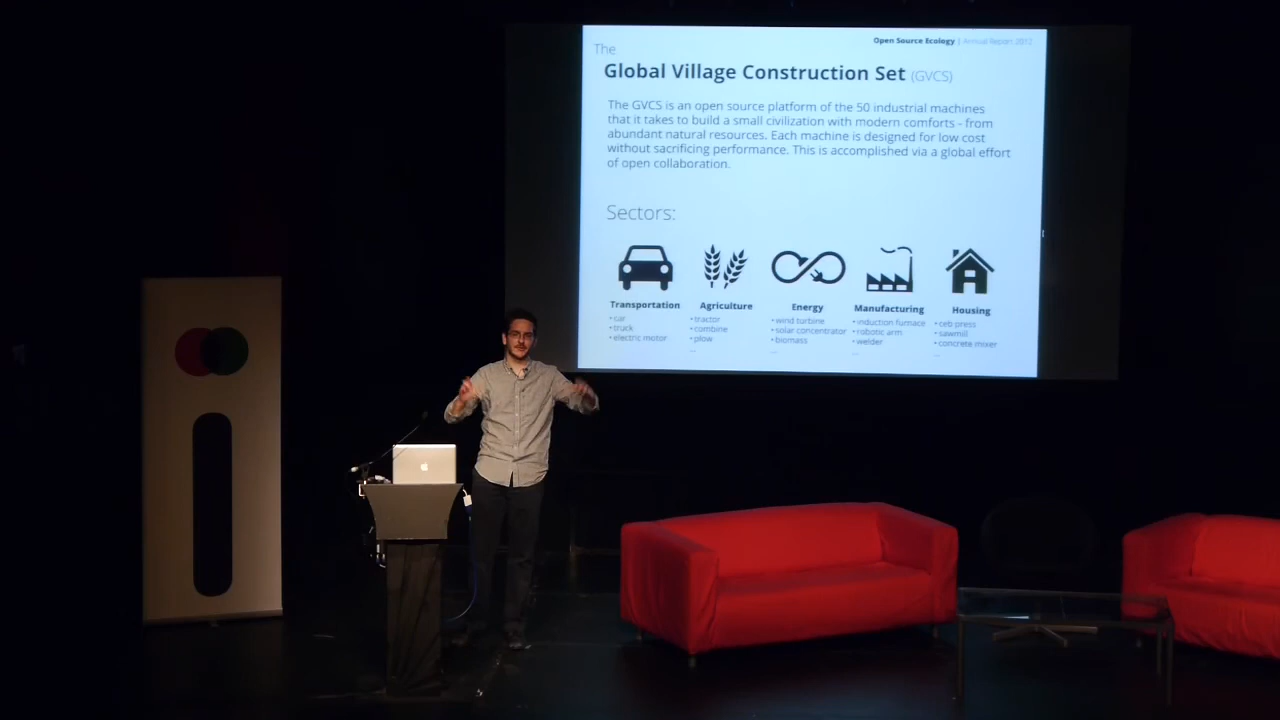 Open Source Ecology | Annual Report 2012
The
Global Village Construction Set (GVCS)
The GVCS is an open source platform of the 50 industrial machines
that it takes to build a small civilization with modern comforts - from
abundant natural resources. Each machine is designed for low cost
without sacrificing performance. This is accomplished via a global effort
of open collaboration.
Sectors:
Transportation
• car
• truck
• electric motor
Agriculture
• tractor
• combine
• plow
...
Energy
• wind turbine
• solar concentrator
• biomass
...
Manufacturing
• induction furnace
• robotic arm
• welder
...
Housing
• ceb press
• sawmill
• concrete mixer
...
i